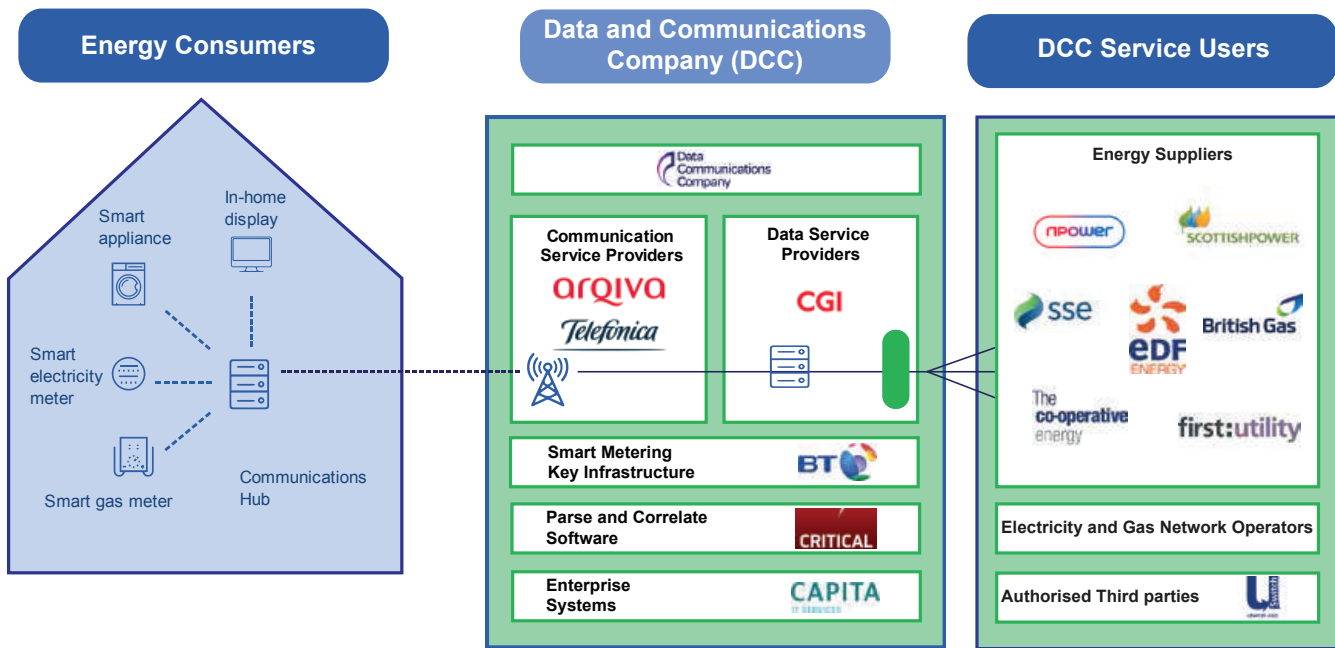 Energy Consumers
Data and Communications
Company (DCC)
DCC Service Users
In-home
display
Smart
appliance
Smart
electricity
meter
Smart gas meter
Communications
Hub
Data
Communications
Company
Communication
Service Providers
arqiva
Telefónica
Data Service
Providers
CGI
Smart Metering
Key Infrastructure
BT
Parse and Correlate
Software
CRITICAL
Enterprise
Systems
CAPITA
IT SERVICES
Energy Suppliers
npower
SCOTTISHPOWER
sse
eDF
ENERGY
British Gas
The
co-operative
energy
first:utility
Electricity and Gas Network Operators
Authorised Third parties
U
Switch